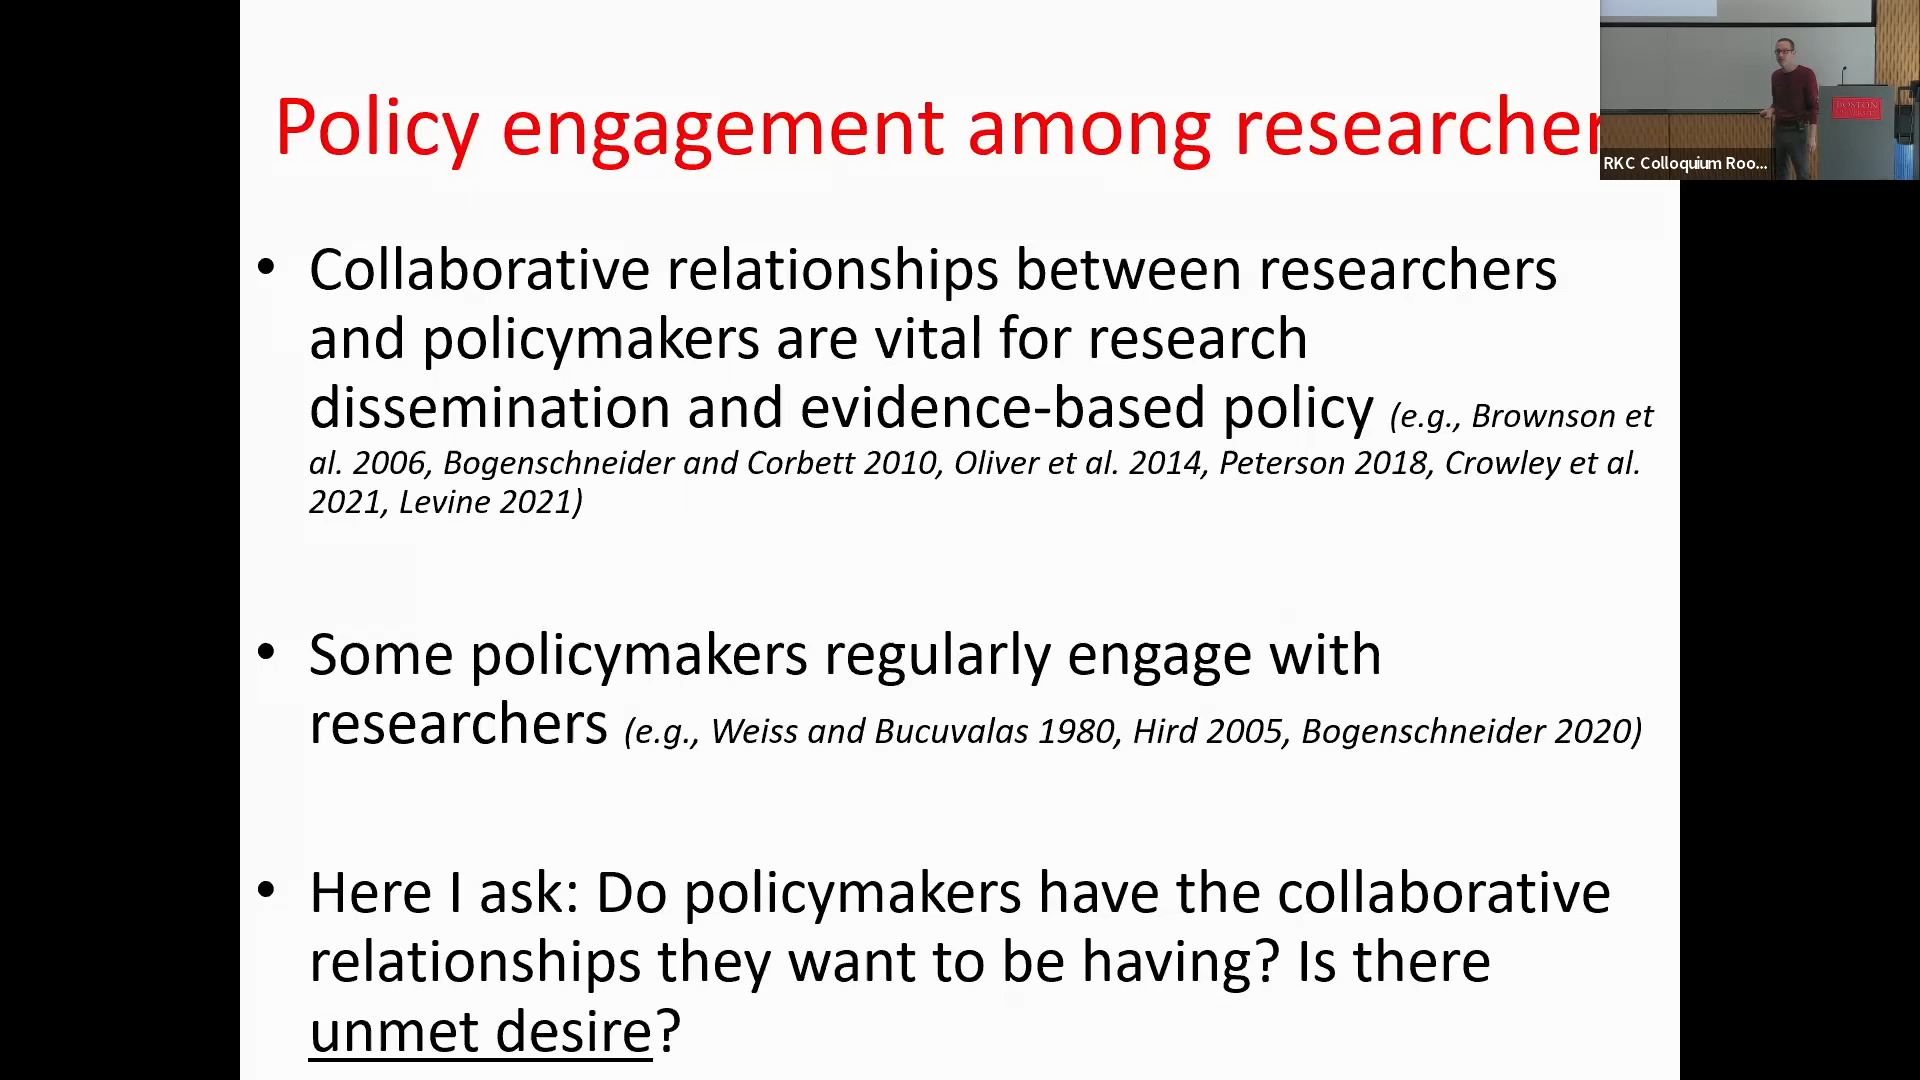 Policy engagement among researcher
• Collaborative relationships between researchers
and policymakers are vital for research
dissemination and evidence-based policy (e.g., Brownson et
al. 2006, Bogenschneider and Corbett 2010, Oliver et al. 2014, Peterson 2018, Crowley et al.
2021, Levine 2021)
• Some policymakers regularly engage with
researchers (e.g., Weiss and Bucuvalas 1980, Hird 2005, Bogenschneider 2020)
• Here I ask: Do policymakers have the collaborative
relationships they want to be having? Is there
unmet desire?
RKC Colloquium Roo...
BOSTON
UNIVERSITY